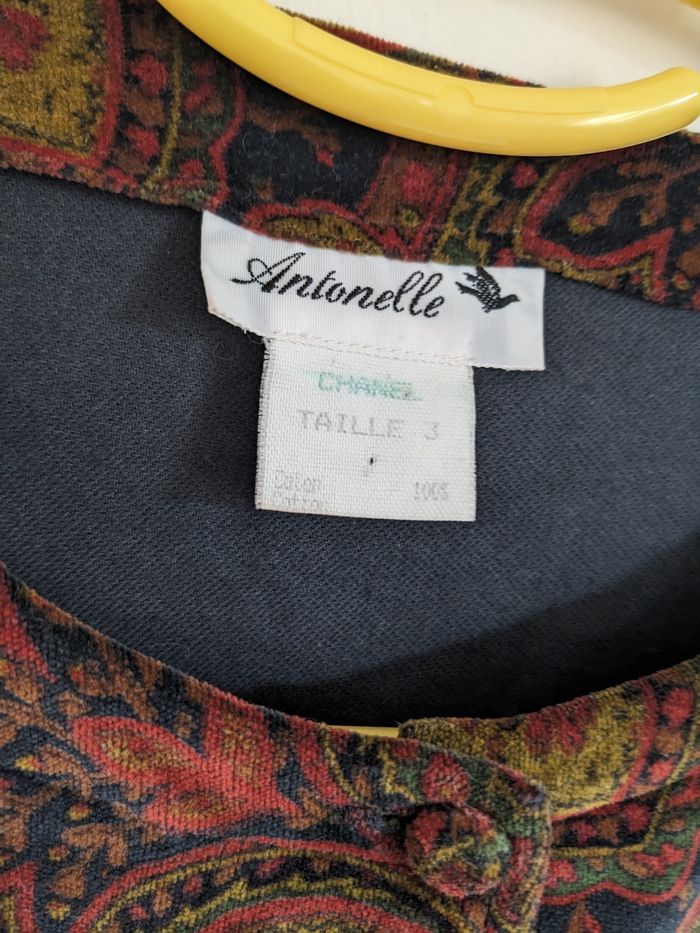 Antonelle
CHANEL
TAILLE 3
Coton 100%
Cotton